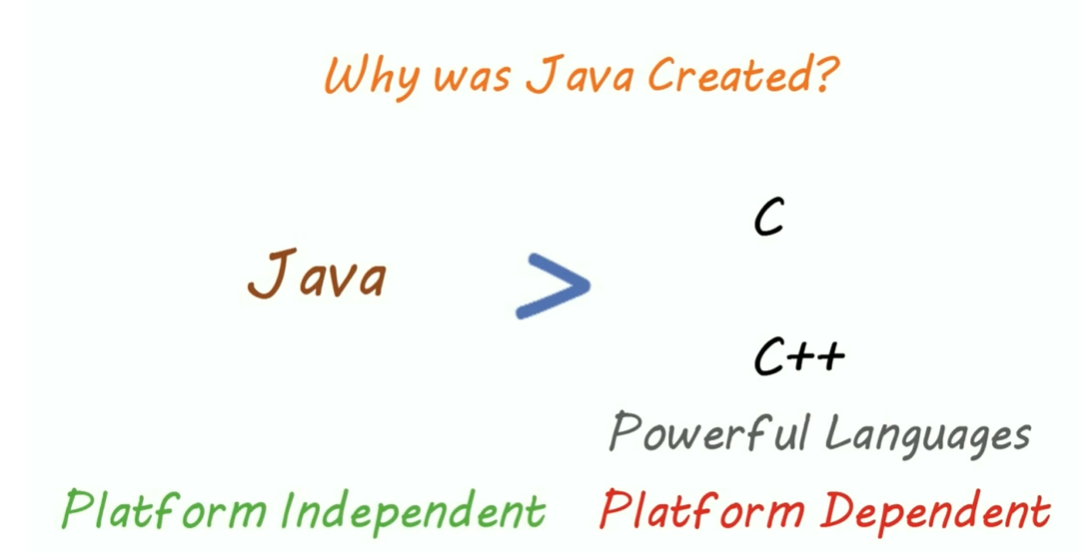 Why was Java Created?
C
Java >
C++
Powerful Languages
Platform Independent Platform Dependent